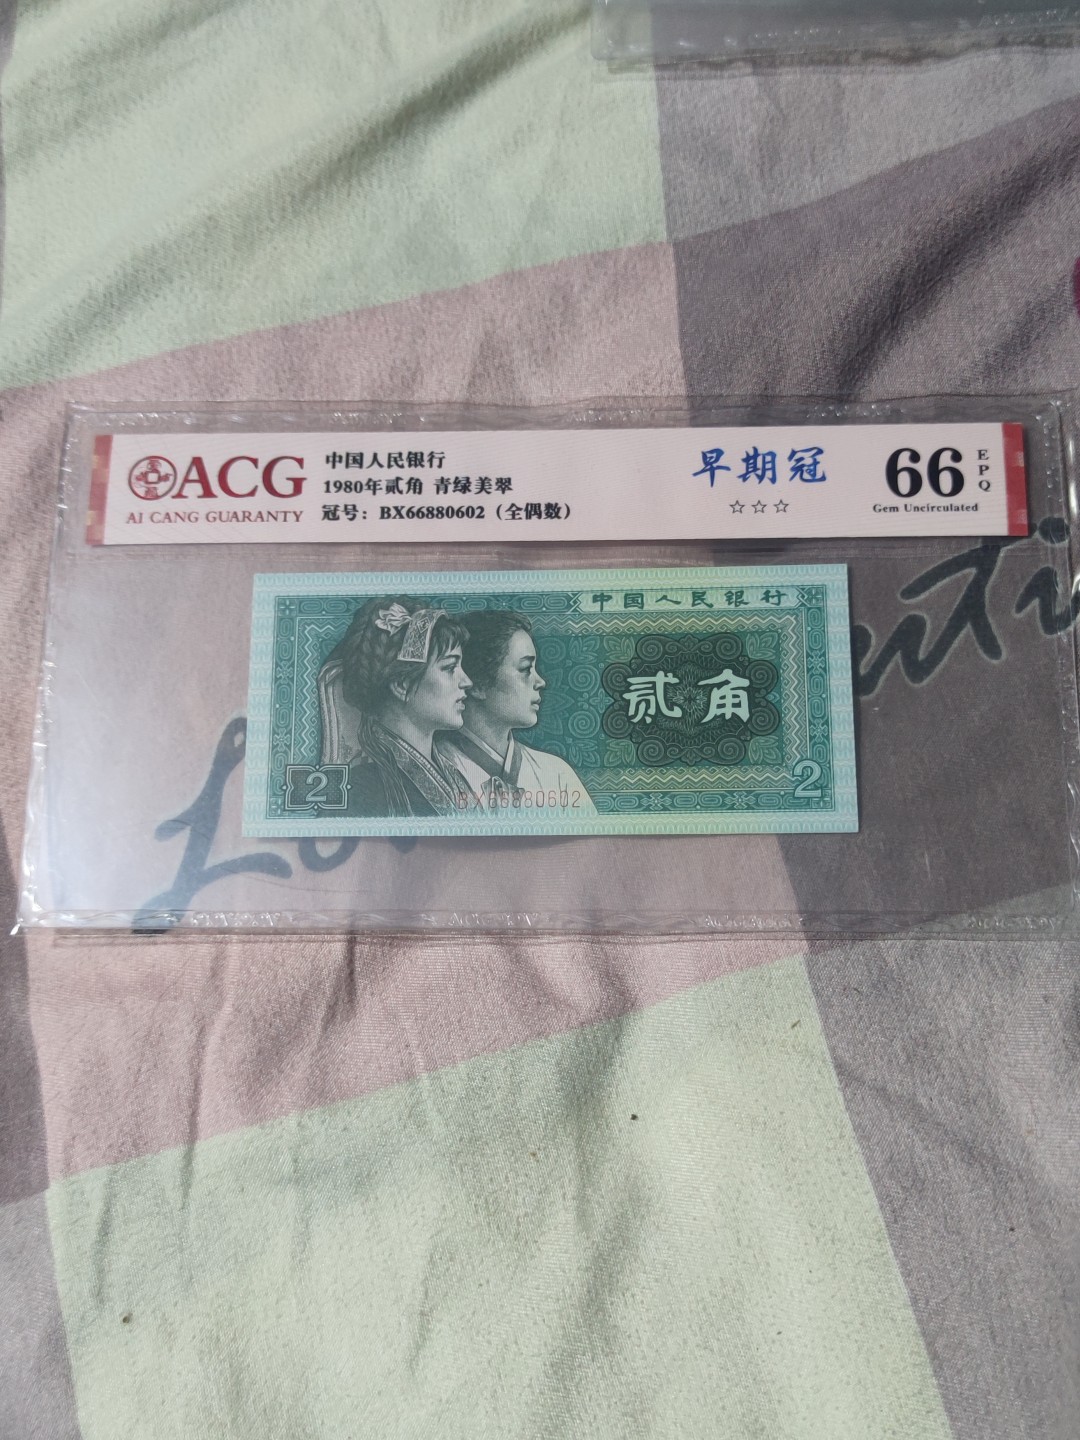 ACG
AI CANG GUARANTY
中国人民银行
1980年贰角 青绿美翠
冠号：BX66880602（全偶数）
早期冠
☆☆☆
66
EPQ
Gem Uncirculated
中国人民银行
贰角
2
BX66880602
2